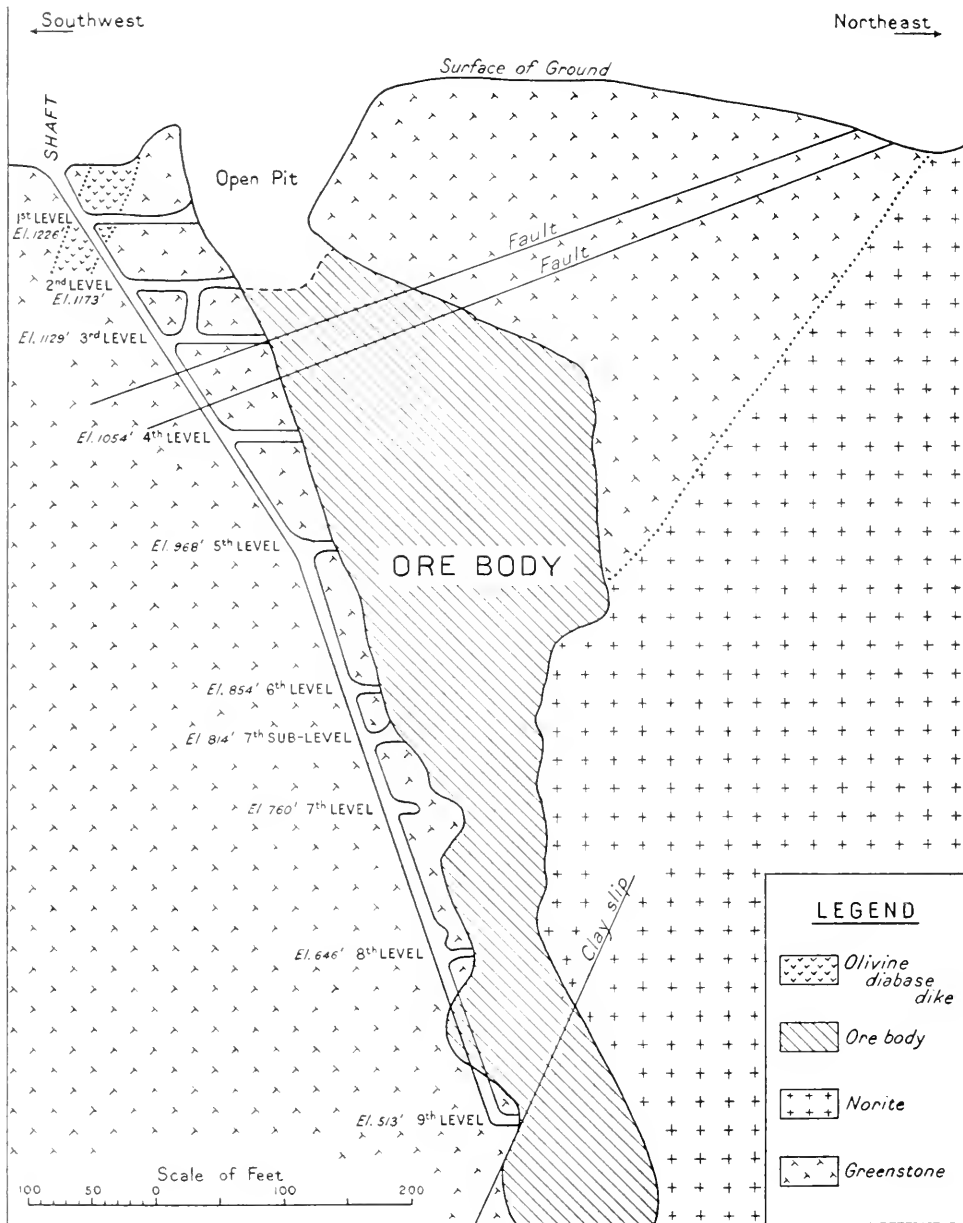 Southwest
Northeast
Surface of Ground
SHAFT
Open Pit
1st LEVEL
El. 1226'
Fault
Fault
2nd LEVEL
El. 1173'
El. 1129' 3rd LEVEL
El. 1054' 4th LEVEL
El. 968' 5th LEVEL
ORE BODY
El. 854' 6th LEVEL
El. 814' 7th SUB-LEVEL
El. 760' 7th LEVEL
Clay slip
El. 646' 8th LEVEL
El. 513' 9th LEVEL
Scale of Feet
100 50 0 100 200
LEGEND
Olivine
diabase
dike
Ore body
Norite
Greenstone